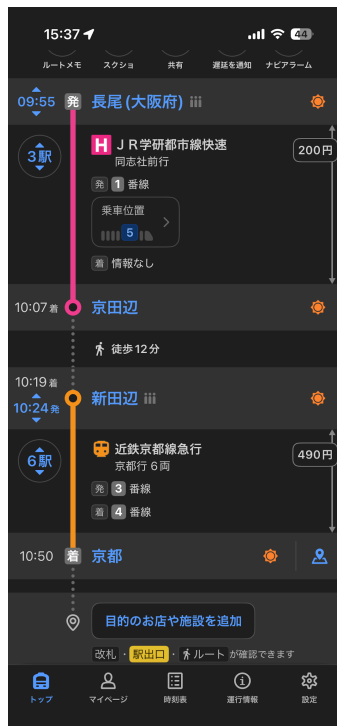 15:37
44
ルートメモ スクショ 共有 遅延を通知 ナビアラーム
09:55 発 長尾(大阪府)
3駅
H JR学研都市線快速
同志社前行
200円
発 1 番線
乗車位置
5
着 情報なし
10:07着 京田辺
徒歩12分
10:19着
10:24発 新田辺
6駅
近鉄京都線急行
京都行 6両
490円
発 3 番線
着 4 番線
10:50 着 京都
目的のお店や施設を追加
改札・駅出口・ルート が確認できます
トップ マイページ 時刻表 運行情報 設定